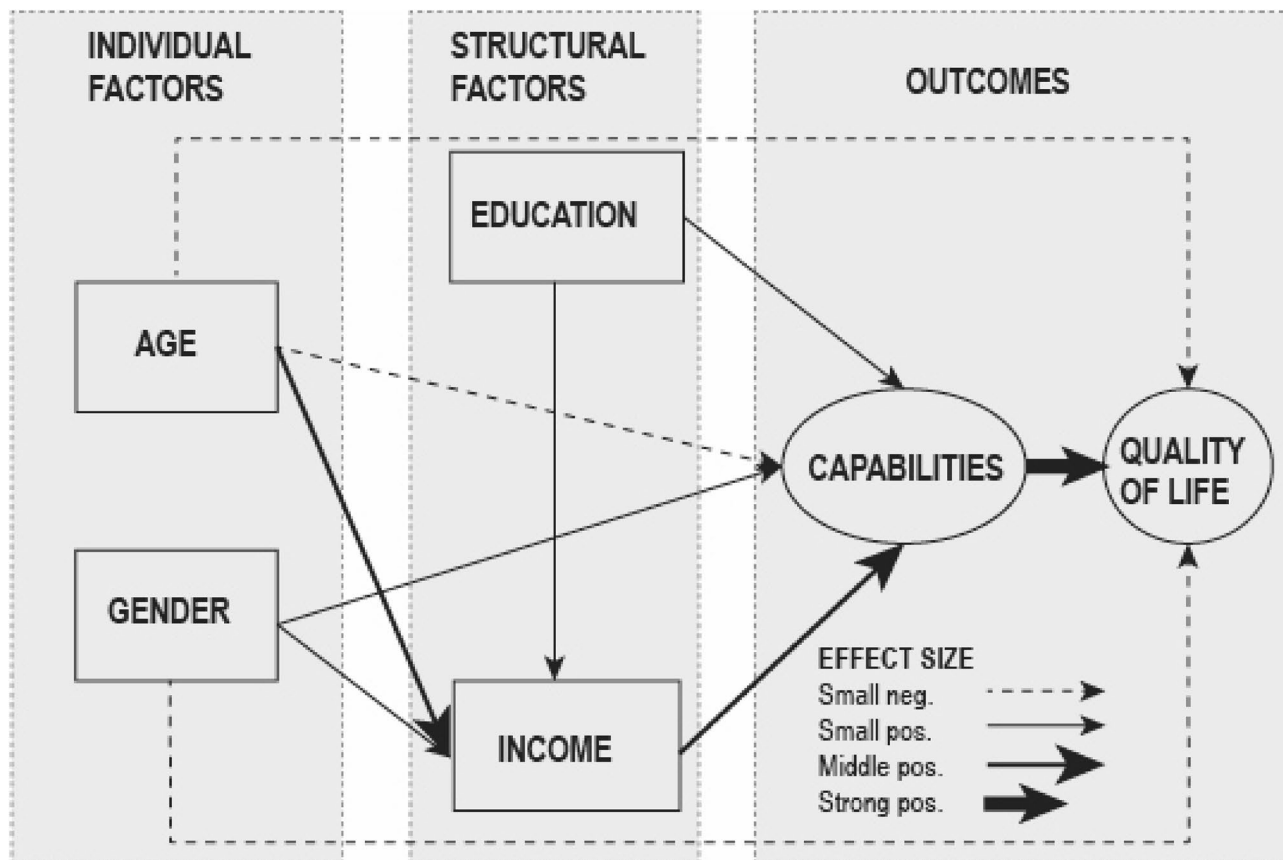 INDIVIDUAL
FACTORS
STRUCTURAL
FACTORS
OUTCOMES
EDUCATION
AGE
CAPABILITIES
QUALITY
OF LIFE
GENDER
INCOME
EFFECT SIZE
Small neg.
Small pos.
Middle pos.
Strong pos.